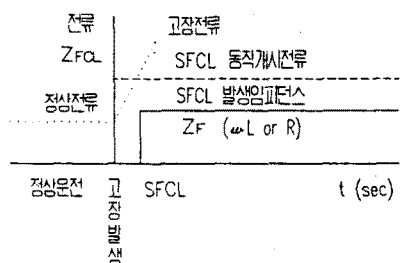 전류
고장전류
ZFCL
SFCL 동작개시전류
정상전류
SFCL 발생임피던스
ZF (ωL or R)
정상운전
고장발생
SFCL
t (sec)